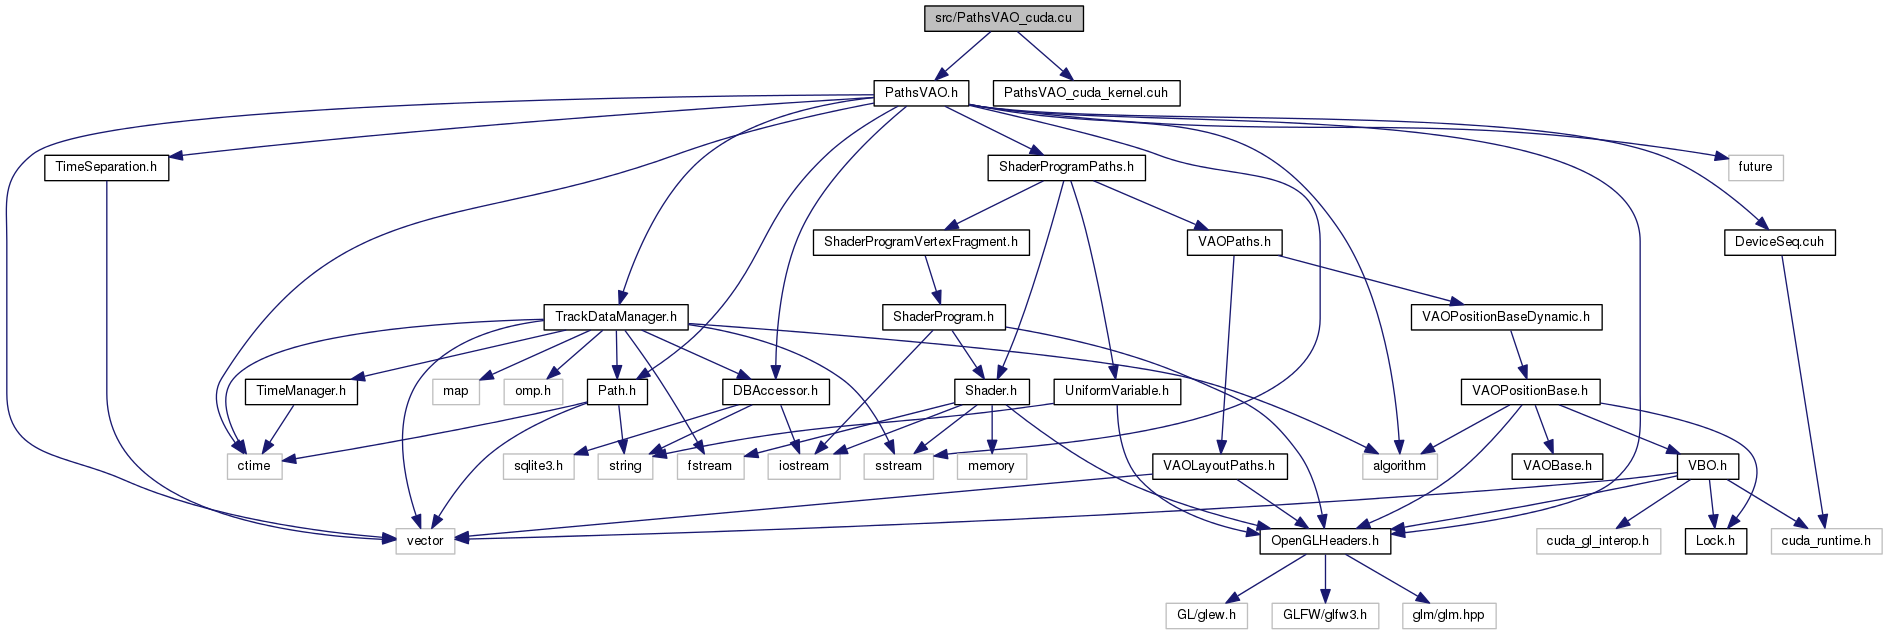 src/PathsVAO_cuda.cu
PathsVAO.h
PathsVAO_cuda_kernel.cuh
TimeSeparation.h
ShaderProgramPaths.h
future
ShaderProgramVertexFragment.h
VAOPaths.h
DeviceSeq.cuh
TrackDataManager.h
ShaderProgram.h
VAOPositionBaseDynamic.h
TimeManager.h
map
omp.h
Path.h
DBAccessor.h
Shader.h
UniformVariable.h
VAOPositionBase.h
ctime
sqlite3.h
string
fstream
iostream
sstream
memory
VAOLayoutPaths.h
algorithm
VAOBase.h
VBO.h
vector
OpenGLHeaders.h
cuda_gl_interop.h
Lock.h
cuda_runtime.h
GL/glew.h
GLFW/glfw3.h
glm/glm.hpp